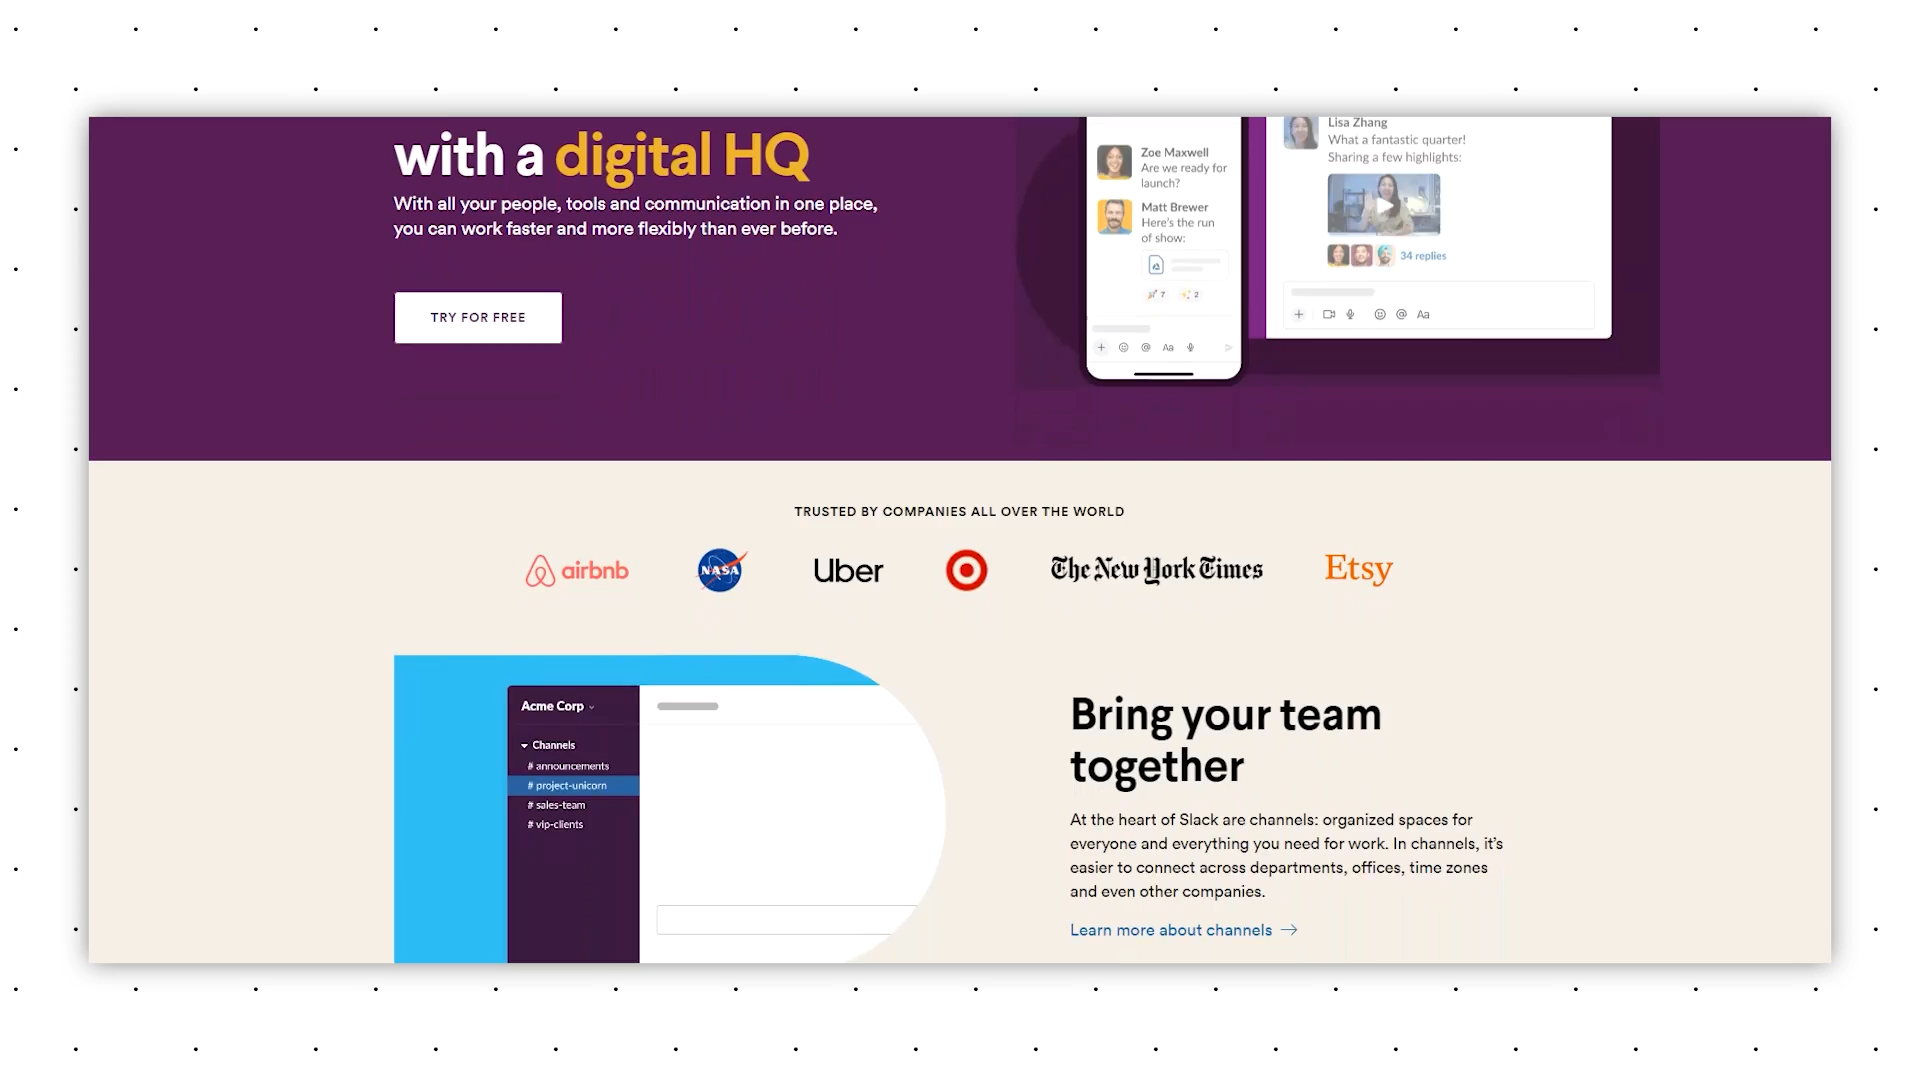 with a digital HQ
With all your people, tools and communication in one place,
you can work faster and more flexibly than ever before.
TRY FOR FREE
Zoe Maxwell
Are we ready for
launch?
Matt Brewer
Here's the run
of show:
7
2
Aa
Lisa Zhang
What a fantastic quarter!
Sharing a few highlights:
34 replies
Aa
TRUSTED BY COMPANIES ALL OVER THE WORLD
airbnb
NASA
Uber
The New York Times
Etsy
Acme Corp
Channels
# announcements
# project-unicorn
# sales-team
# vip-clients
Bring your team
together
At the heart of Slack are channels: organized spaces for
everyone and everything you need for work. In channels, it's
easier to connect across departments, offices, time zones
and even other companies.
Learn more about channels →